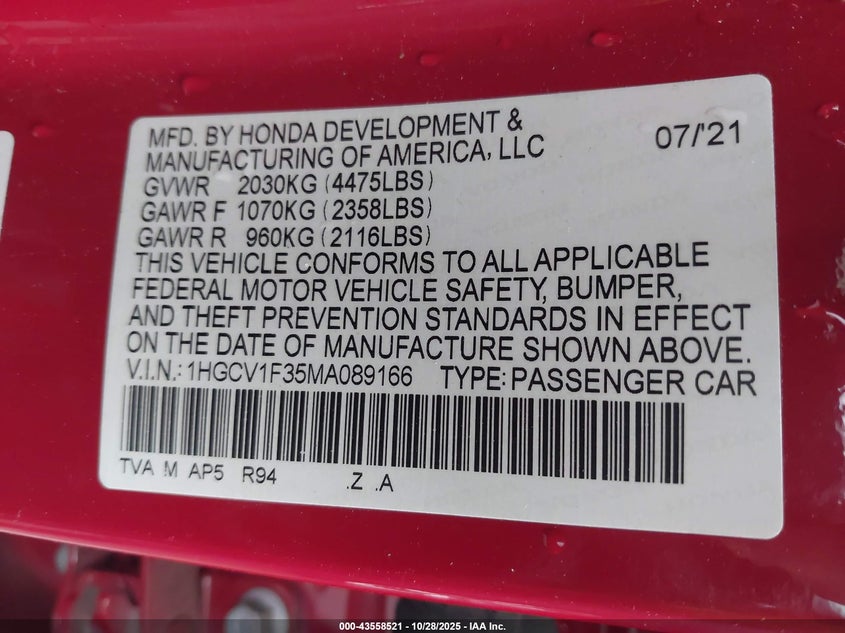 MFD. BY HONDA DEVELOPMENT &
MANUFACTURING OF AMERICA, LLC 07/'21
GVWR 2030KG (4475LBS)
GAWR F 1070KG (2358LBS)
GAWR R 960KG (2116LBS)
THIS VEHICLE CONFORMS TO ALL APPLICABLE
FEDERAL MOTOR VEHICLE SAFETY, BUMPER,
AND THEFT PREVENTION STANDARDS IN EFFECT
ON THE DATE OF MANUFACTURE SHOWN ABOVE.
V.I.N.: 1HGCV1F35MA089166 TYPE: PASSENGER CAR
TVA M AP5 R94 .Z .A
000-43558521 - 10/28/2025 - IAA Inc.